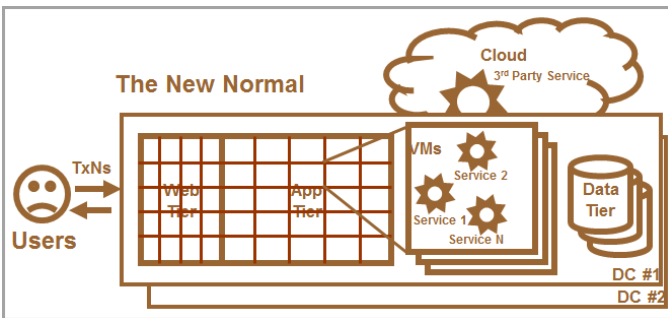 Cloud
3rd Party Service
The New Normal
TxNs
Users
Web
Tier
App
Tier
VMs
Service 2
Service 1
Service N
Data
Tier
DC #1
DC #2